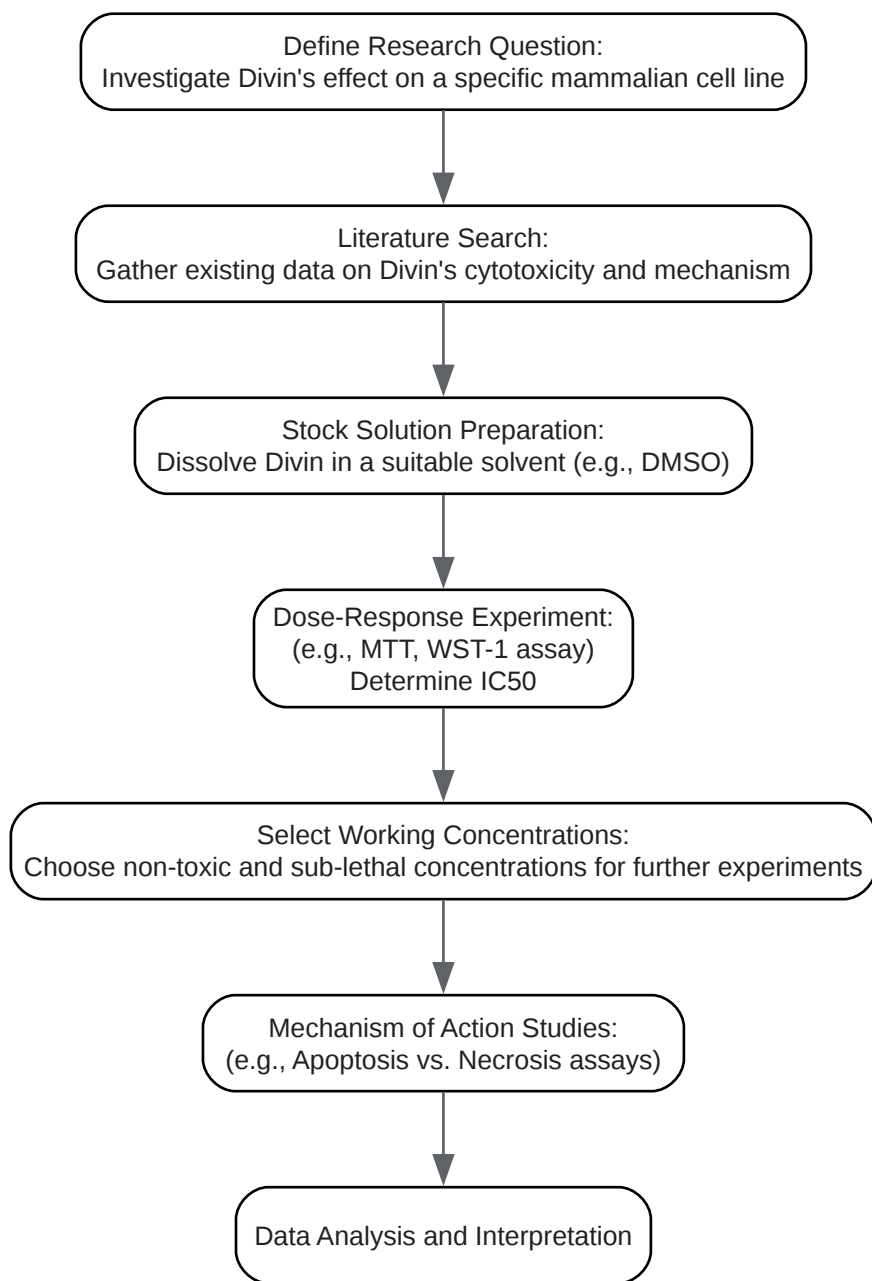 Define Research Question:
Investigate Divin's effect on a specific mammalian cell line
Literature Search:
Gather existing data on Divin's cytotoxicity and mechanism
Stock Solution Preparation:
Dissolve Divin in a suitable solvent (e.g., DMSO)
Dose-Response Experiment:
(e.g., MTT, WST-1 assay)
Determine IC50
Select Working Concentrations:
Choose non-toxic and sub-lethal concentrations for further experiments
Mechanism of Action Studies:
(e.g., Apoptosis vs. Necrosis assays)
Data Analysis and Interpretation